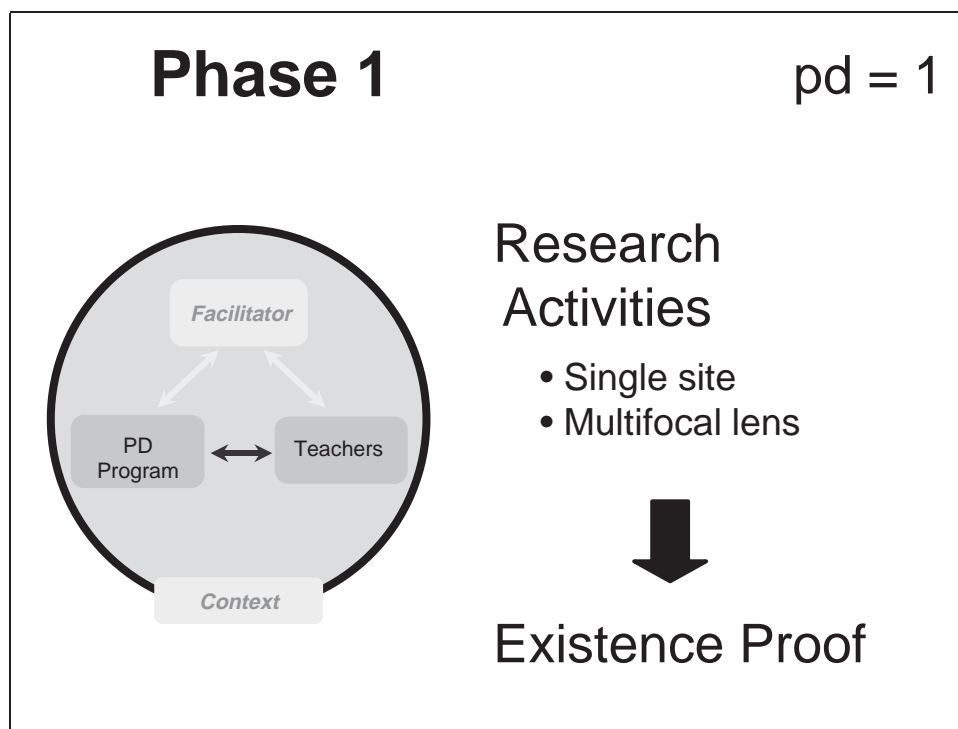 Phase 1
pd = 1
Facilitator
PD
Program
Teachers
Context
Research
Activities
• Single site
• Multifocal lens
Existence Proof